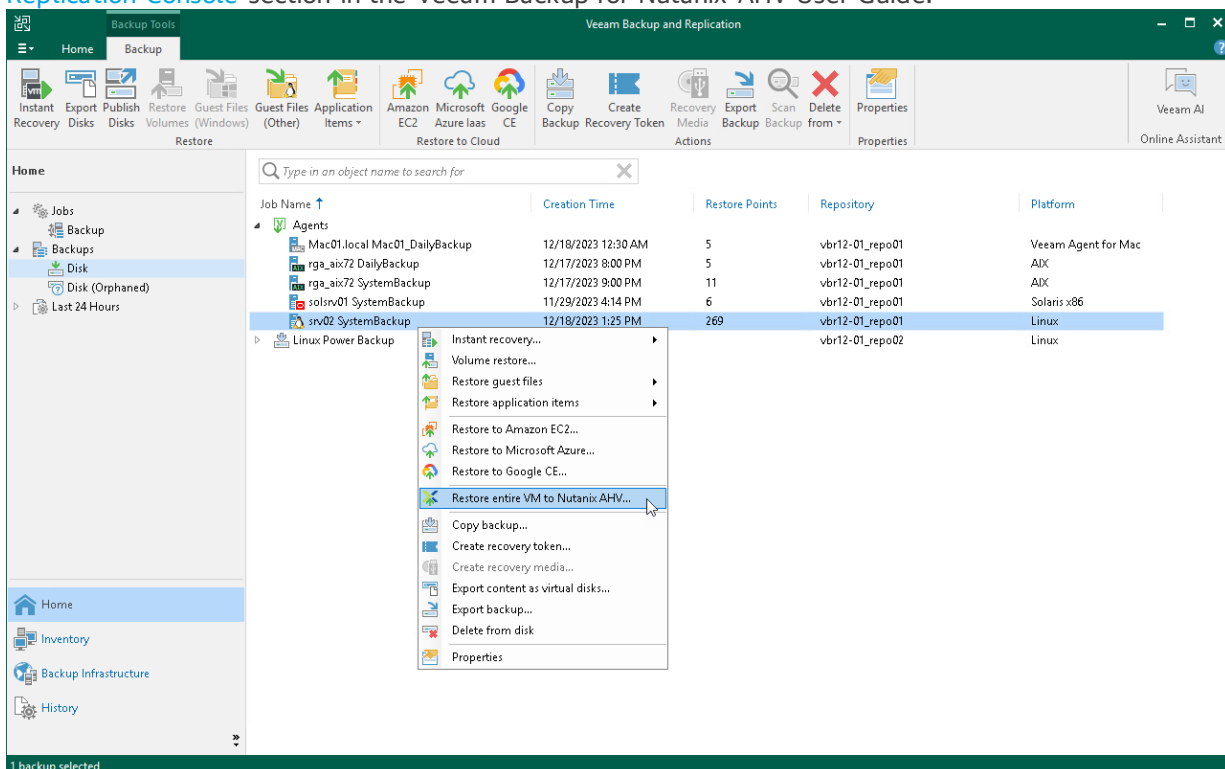 Replication Console section in the Veeam Backup for Nutanix AHV User Guide.
Backup Tools
Veeam Backup and Replication
Home Backup
Instant Recovery
Export Disks
Publish Disks
Restore Volumes
Guest Files (Windows)
Guest Files (Other)
Application Items
Amazon EC2
Microsoft Azure Iaas
Google CE
Copy Backup
Create Recovery Token
Recovery Media
Export Backup
Scan Backup
Delete from
Properties
Veeam AI
Restore
Restore to Cloud
Actions
Properties
Online Assistant
Home
Jobs
Backup
Backups
Disk
Disk (Orphaned)
Last 24 Hours
Type in an object name to search for
Job Name Creation Time Restore Points Repository Platform
Agents
Mac01.local Mac01_DailyBackup 12/18/2023 12:30 AM 5 vbr12-01_repo01 Veeam Agent for Mac
rga_aix72 DailyBackup 12/17/2023 8:00 PM 5 vbr12-01_repo01 AIX
rga_aix72 SystemBackup 12/17/2023 9:00 PM 11 vbr12-01_repo01 AIX
solsrv01 SystemBackup 11/29/2023 4:14 PM 6 vbr12-01_repo01 Solaris x86
srv02 SystemBackup 12/18/2023 1:25 PM 269 vbr12-01_repo01 Linux
Linux Power Backup vbr12-01_repo02 Linux
Instant recovery...
Volume restore...
Restore guest files
Restore application items
Restore to Amazon EC2...
Restore to Microsoft Azure...
Restore to Google CE...
Restore entire VM to Nutanix AHV...
Copy backup...
Create recovery token...
Create recovery media...
Export content as virtual disks...
Export backup...
Delete from disk
Properties
Home
Inventory
Backup Infrastructure
History
1 backup selected